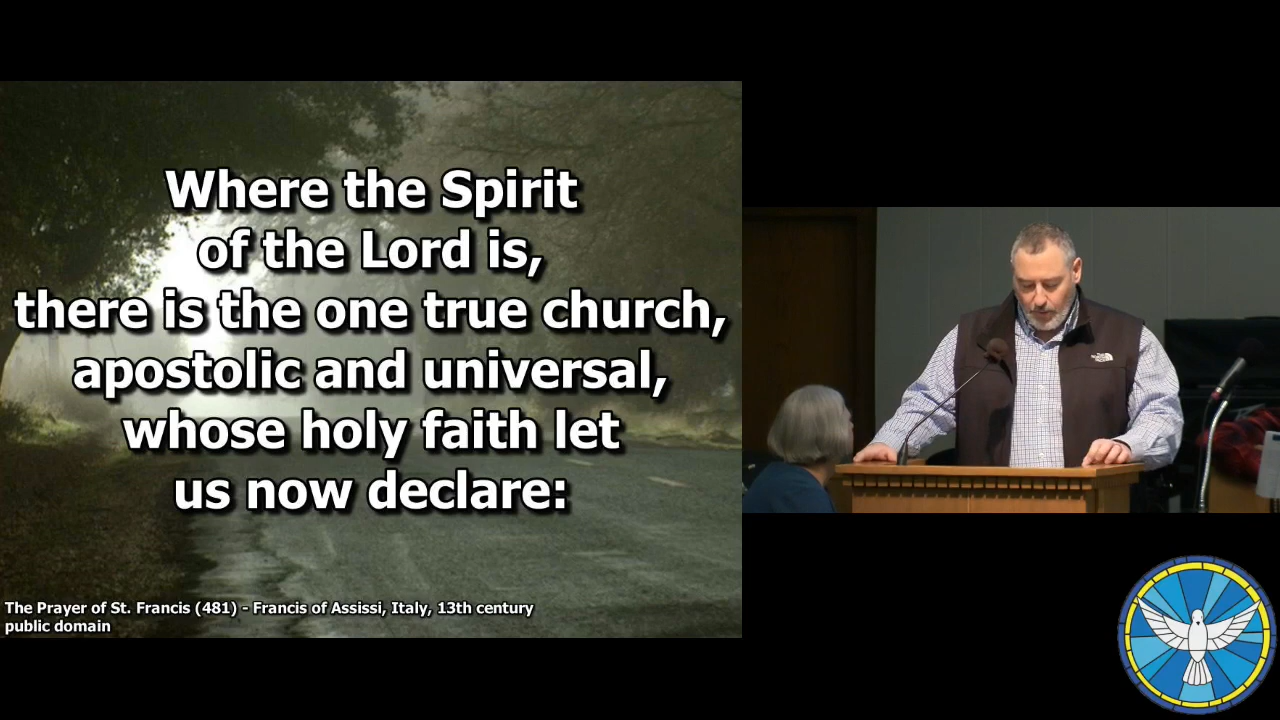 Where the Spirit
of the Lord is,
there is the one true church,
apostolic and universal,
whose holy faith let
us now declare:
The Prayer of St. Francis (481) - Francis of Assissi, Italy, 13th century
public domain